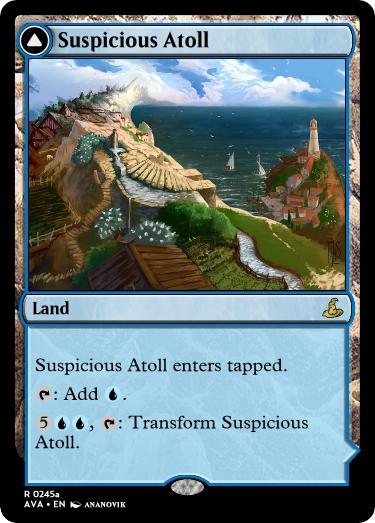 Suspicious Atoll
Land
Suspicious Atoll enters tapped.
: Add .
5, : Transform Suspicious
Atoll.
R 0245a
AVA • EN ANANOVIK